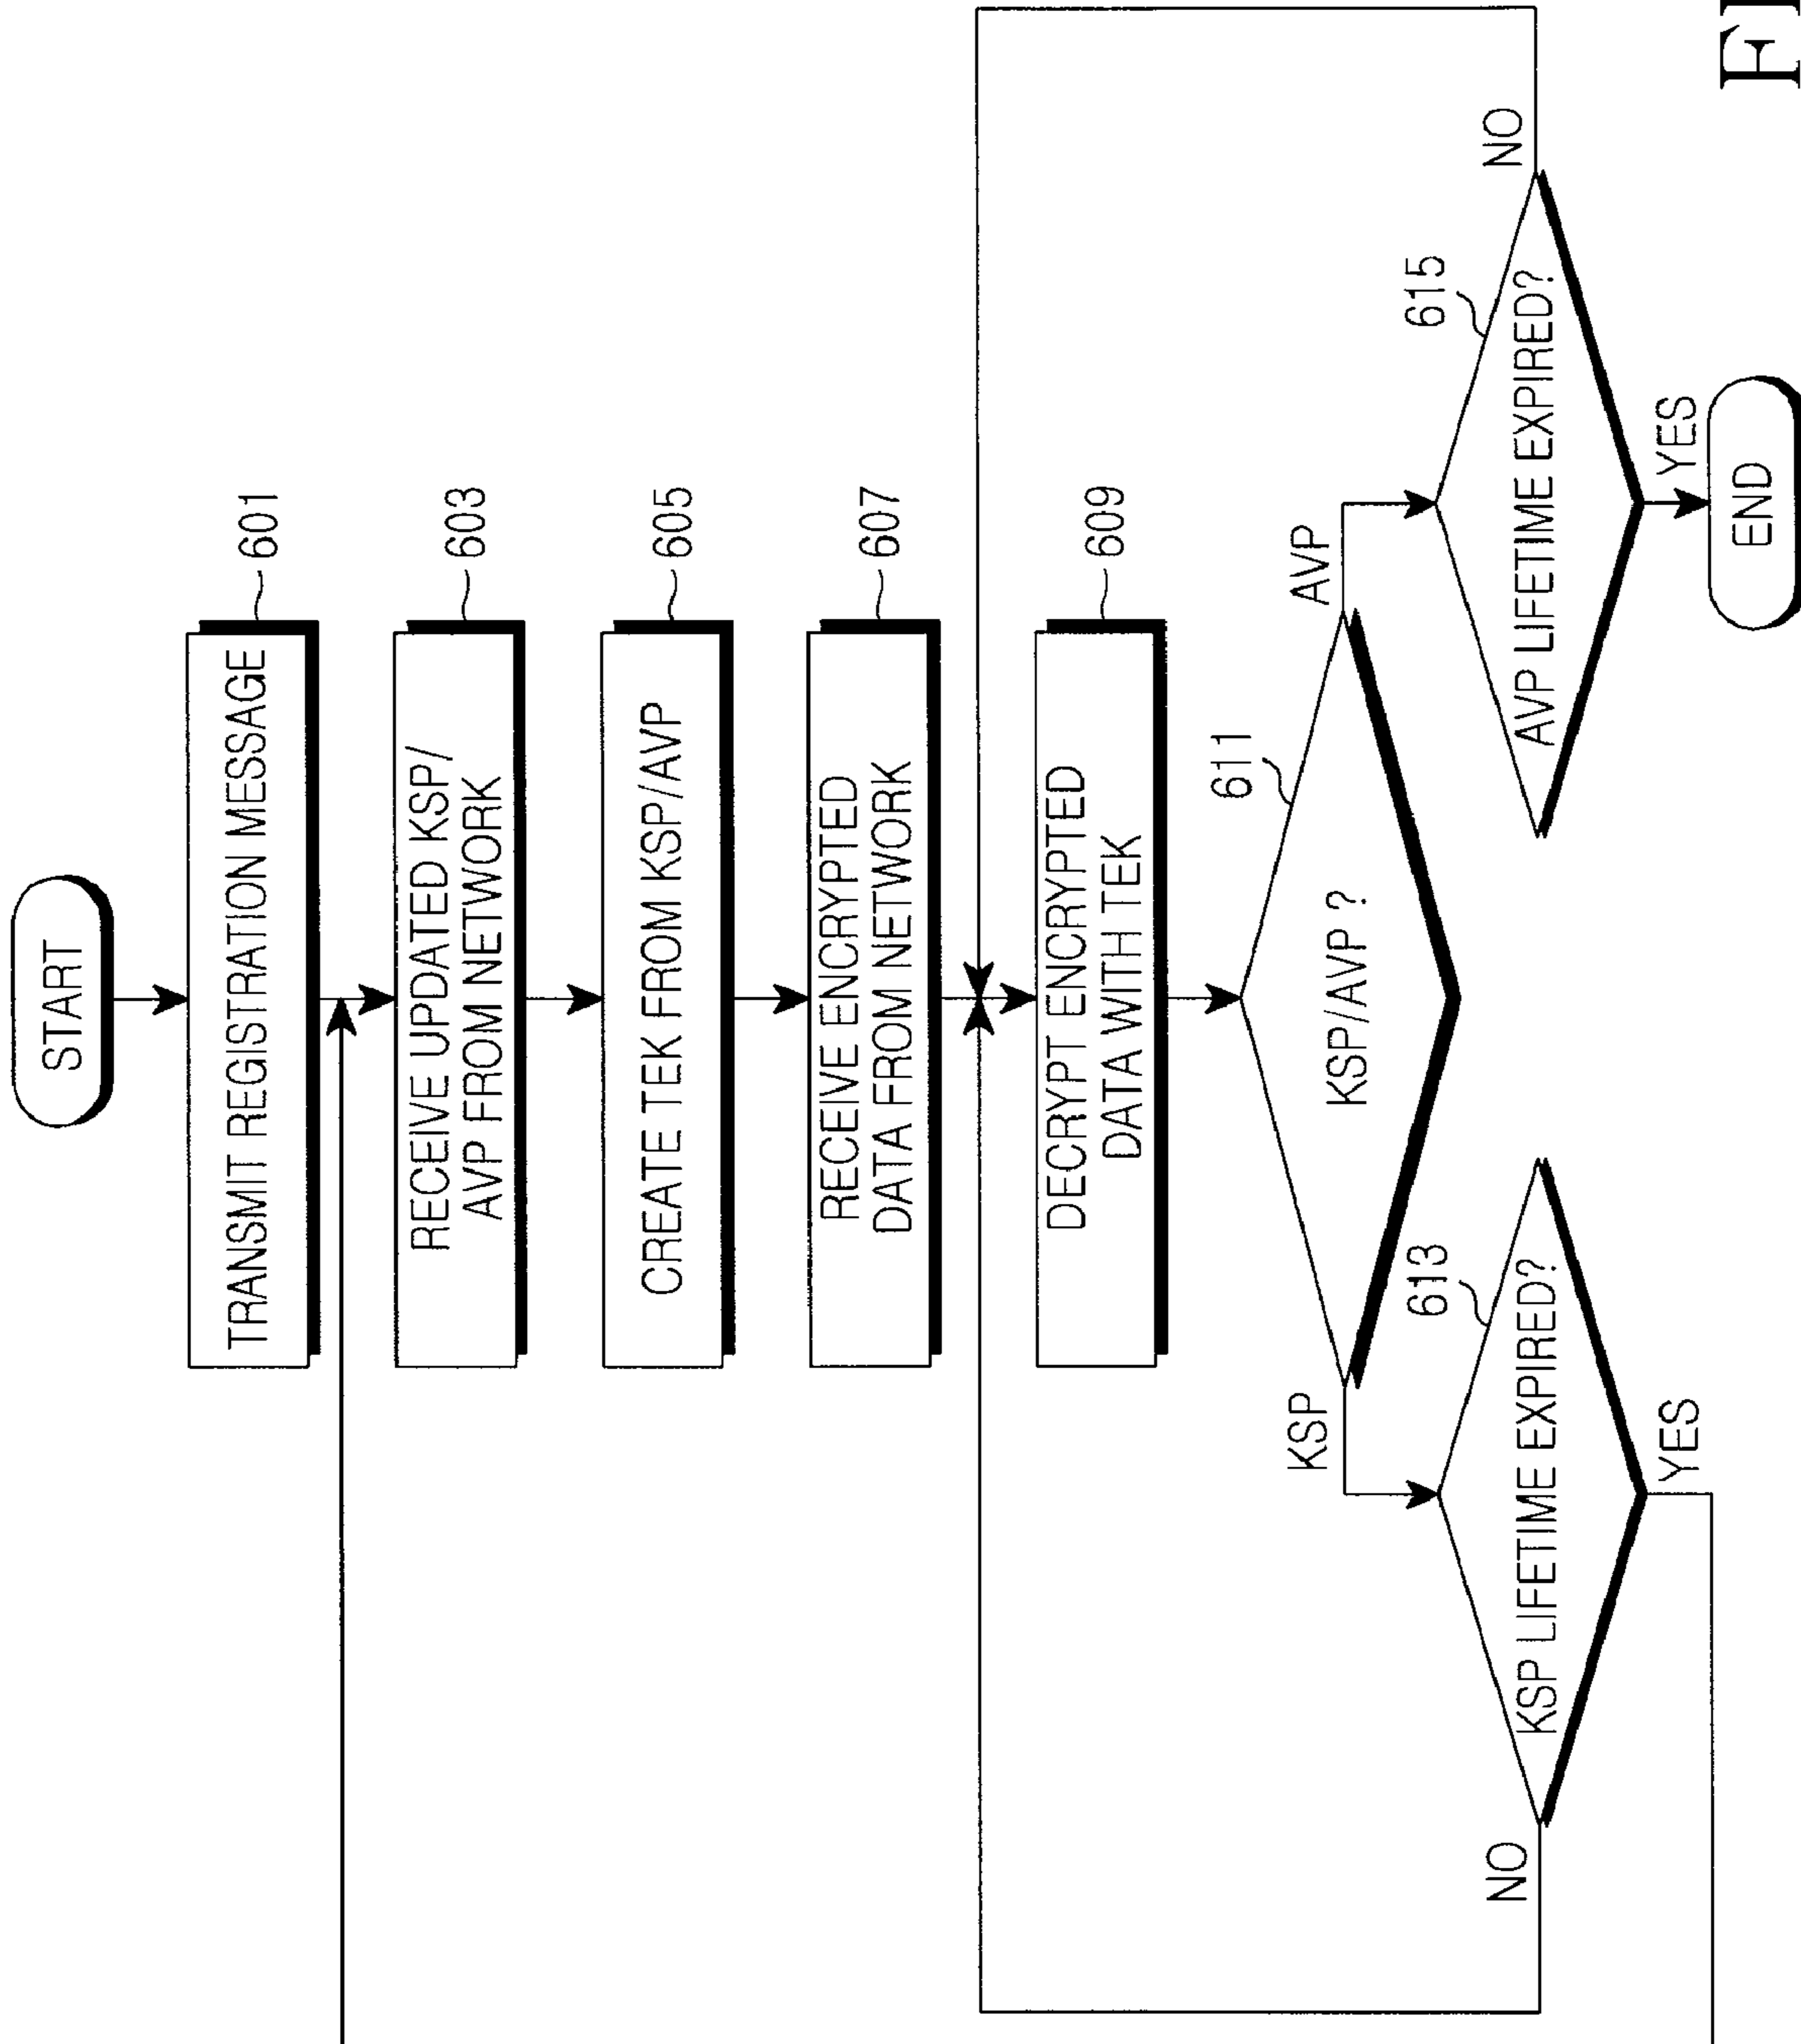 START
TRANSMIT REGISTRATION MESSAGE
601
RECEIVE UPDATED KSP/
AVP FROM NETWORK
603
CREATE TEK FROM KSP/AVP
605
RECEIVE ENCRYPTED
DATA FROM NETWORK
607
DECRYPT ENCRYPTED
DATA WITH TEK
609
KSP/AVP ?
611
KSP
AVP
KSP LIFETIME EXPIRED?
613
NO
YES
AVP LIFETIME EXPIRED?
615
NO
YES
END